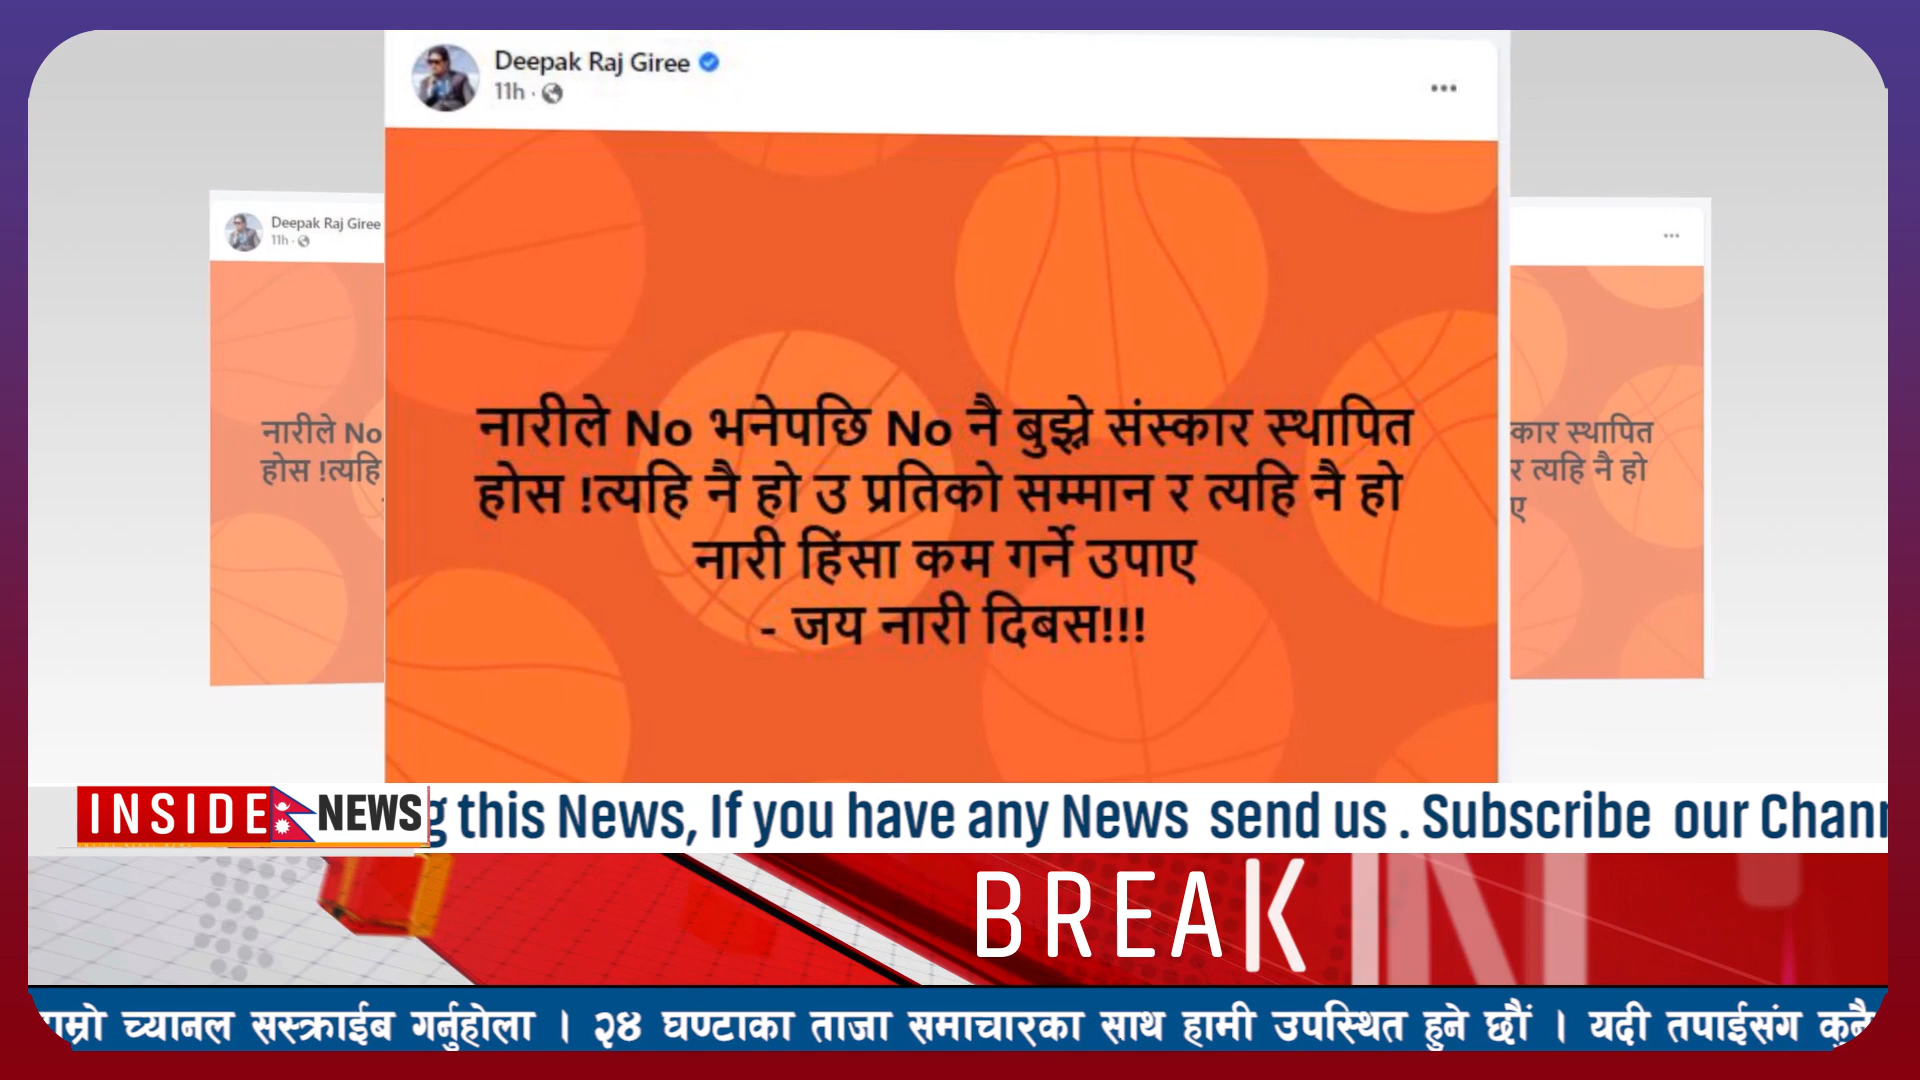 Deepak Raj Giree
11h
नारीले No भनेपछि No नै बुझ्ने संस्कार स्थापित
होस !त्यहि नै हो उ प्रतिको सम्मान र त्यहि नै हो
नारी हिंसा कम गर्ने उपाए
- जय नारी दिबस!!!
Deepak Raj Giree
11h
नारीले No
होस !त्यहि
कार स्थापित
र त्यहि नै हो
ए
INSIDE NEWS
g this News, If you have any News send us . Subscribe our Chann
BREAKIN
च्यानल सस्क्राईब गर्नुहोला । २४ घण्टाका ताजा समाचारका साथ हामी उपस्थित हुने छौं । यदी तपाईसंग